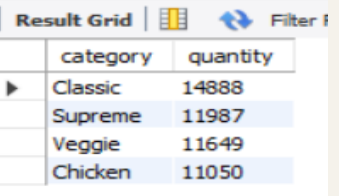 Result Grid Filter
category quantity
Classic 14888
Supreme 11987
Veggie 11649
Chicken 11050